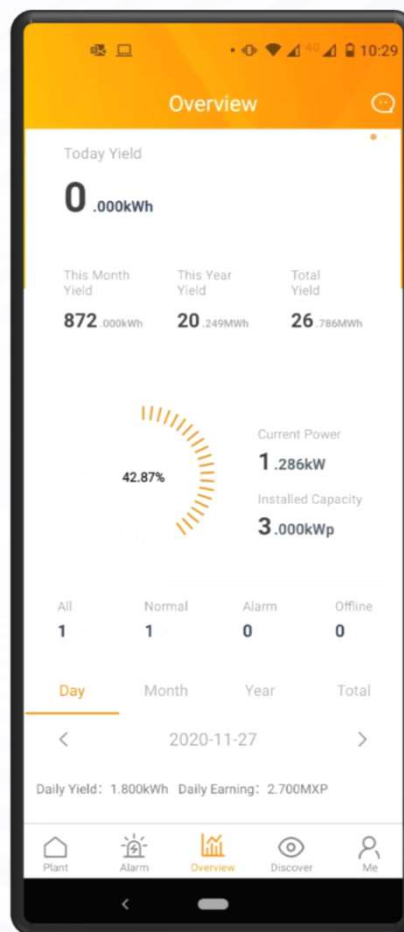 4G 10:29
Overview
Today Yield
0.000kWh
This Month Yield
This Year Yield
Total Yield
872.000kWh 20.249MWh 26.786MWh
42.87%
Current Power
1.286kW
Installed Capacity
3.000kWp
All Normal Alarm Offline
1 1 0 0
Day Month Year Total
< 2020-11-27 >
Daily Yield: 1.800kWh Daily Earning: 2.700MXP
Plant Alarm Overview Discover Me